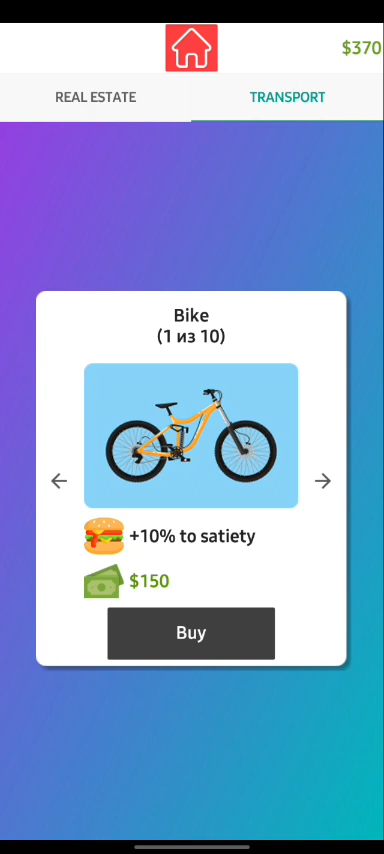 $370
REAL ESTATE
TRANSPORT
Bike
(1 из 10)
+10% to satiety
$150
Buy